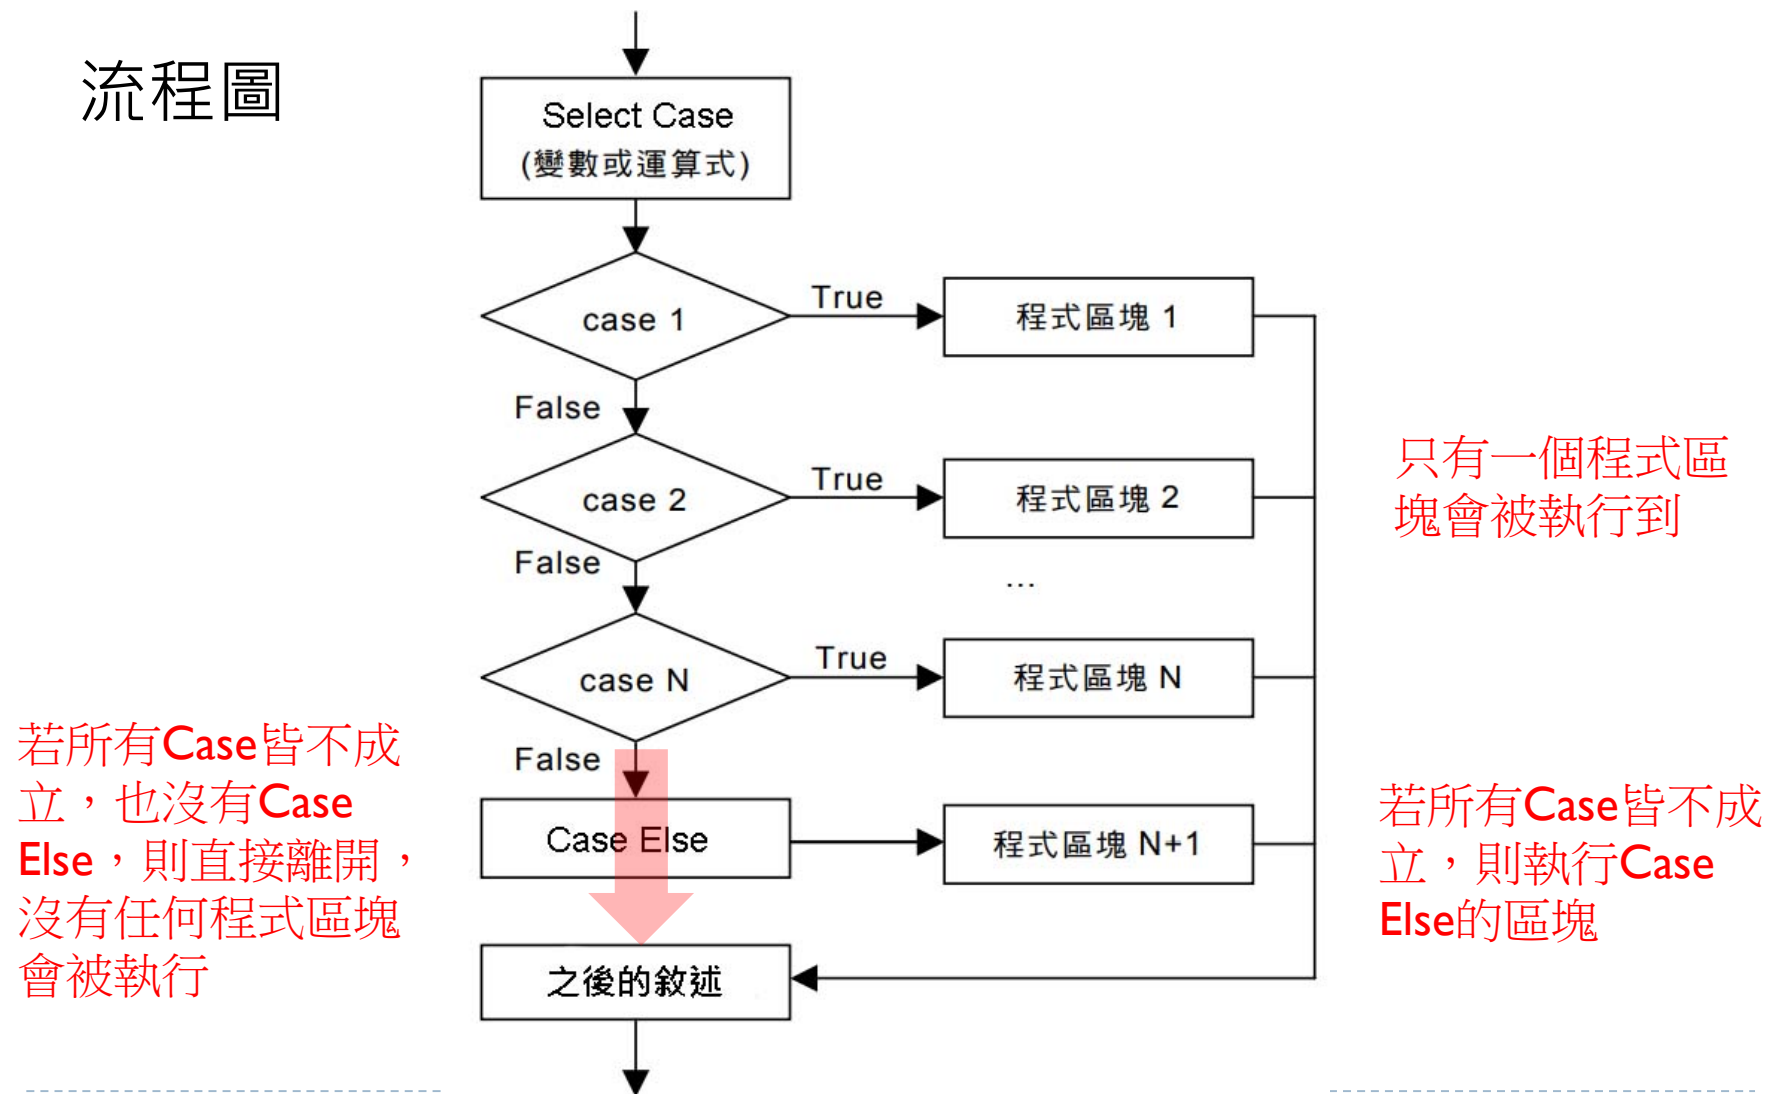 流程圖
Select Case
(變數或運算式)
case 1
True
程式區塊 1
False
case 2
True
程式區塊 2
False
...
case N
True
程式區塊 N
False
Case Else
程式區塊 N+1
之後的敘述
只有一個程式區
塊會被執行到
若所有Case皆不成
立，也沒有Case
Else，則直接離開，
沒有任何程式區塊
會被執行
若所有Case皆不成
立，則執行Case
Else的區塊